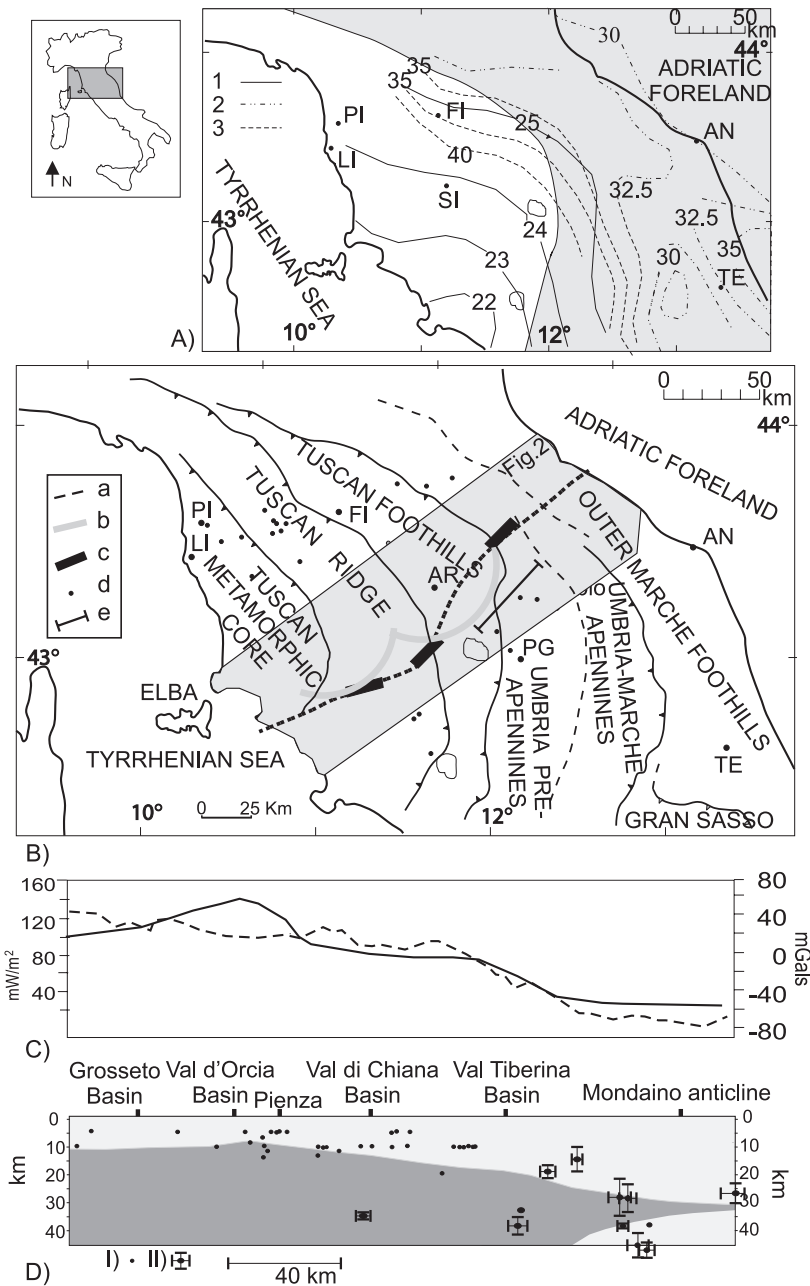 0 50
km
44°
30
ADRIATIC
FORELAND
35
35
1
2
3
PI
FI
25
AN
LI
40
32.5
N
TYRRHENIAN SEA
SI
43°
24
32.5
23
35
30
TE
22
10°
12°
A)
0 50
km
44°
ADRIATIC FORELAND
Fig.2
a
b
c
d
e
TUSCAN FOOTHILLS
TUSCAN RIDGE
PI
FI
LI
AN
OUTER MARCHE FOOTHILLS
AR
TUSCAN
METAMORPHIC
CORE
UMBRIA-MARCHE
APENNINES
43°
PG
UMBRIA PRE-
APENNINES
ELBA
TYRRHENIAN SEA
TE
10°
0 25 Km
12°
GRAN SASSO
B)
160
120
80
40
mW/m²
80
40
0
-40
-80
mGals
C)
Grosseto
Basin
Val d'Orcia
Basin
Pienza
Val di Chiana
Basin
Val Tiberina
Basin
Mondaino anticline
0
10
20
30
40
km
0
10
20
30
40
km
D)
I) II)
40 km